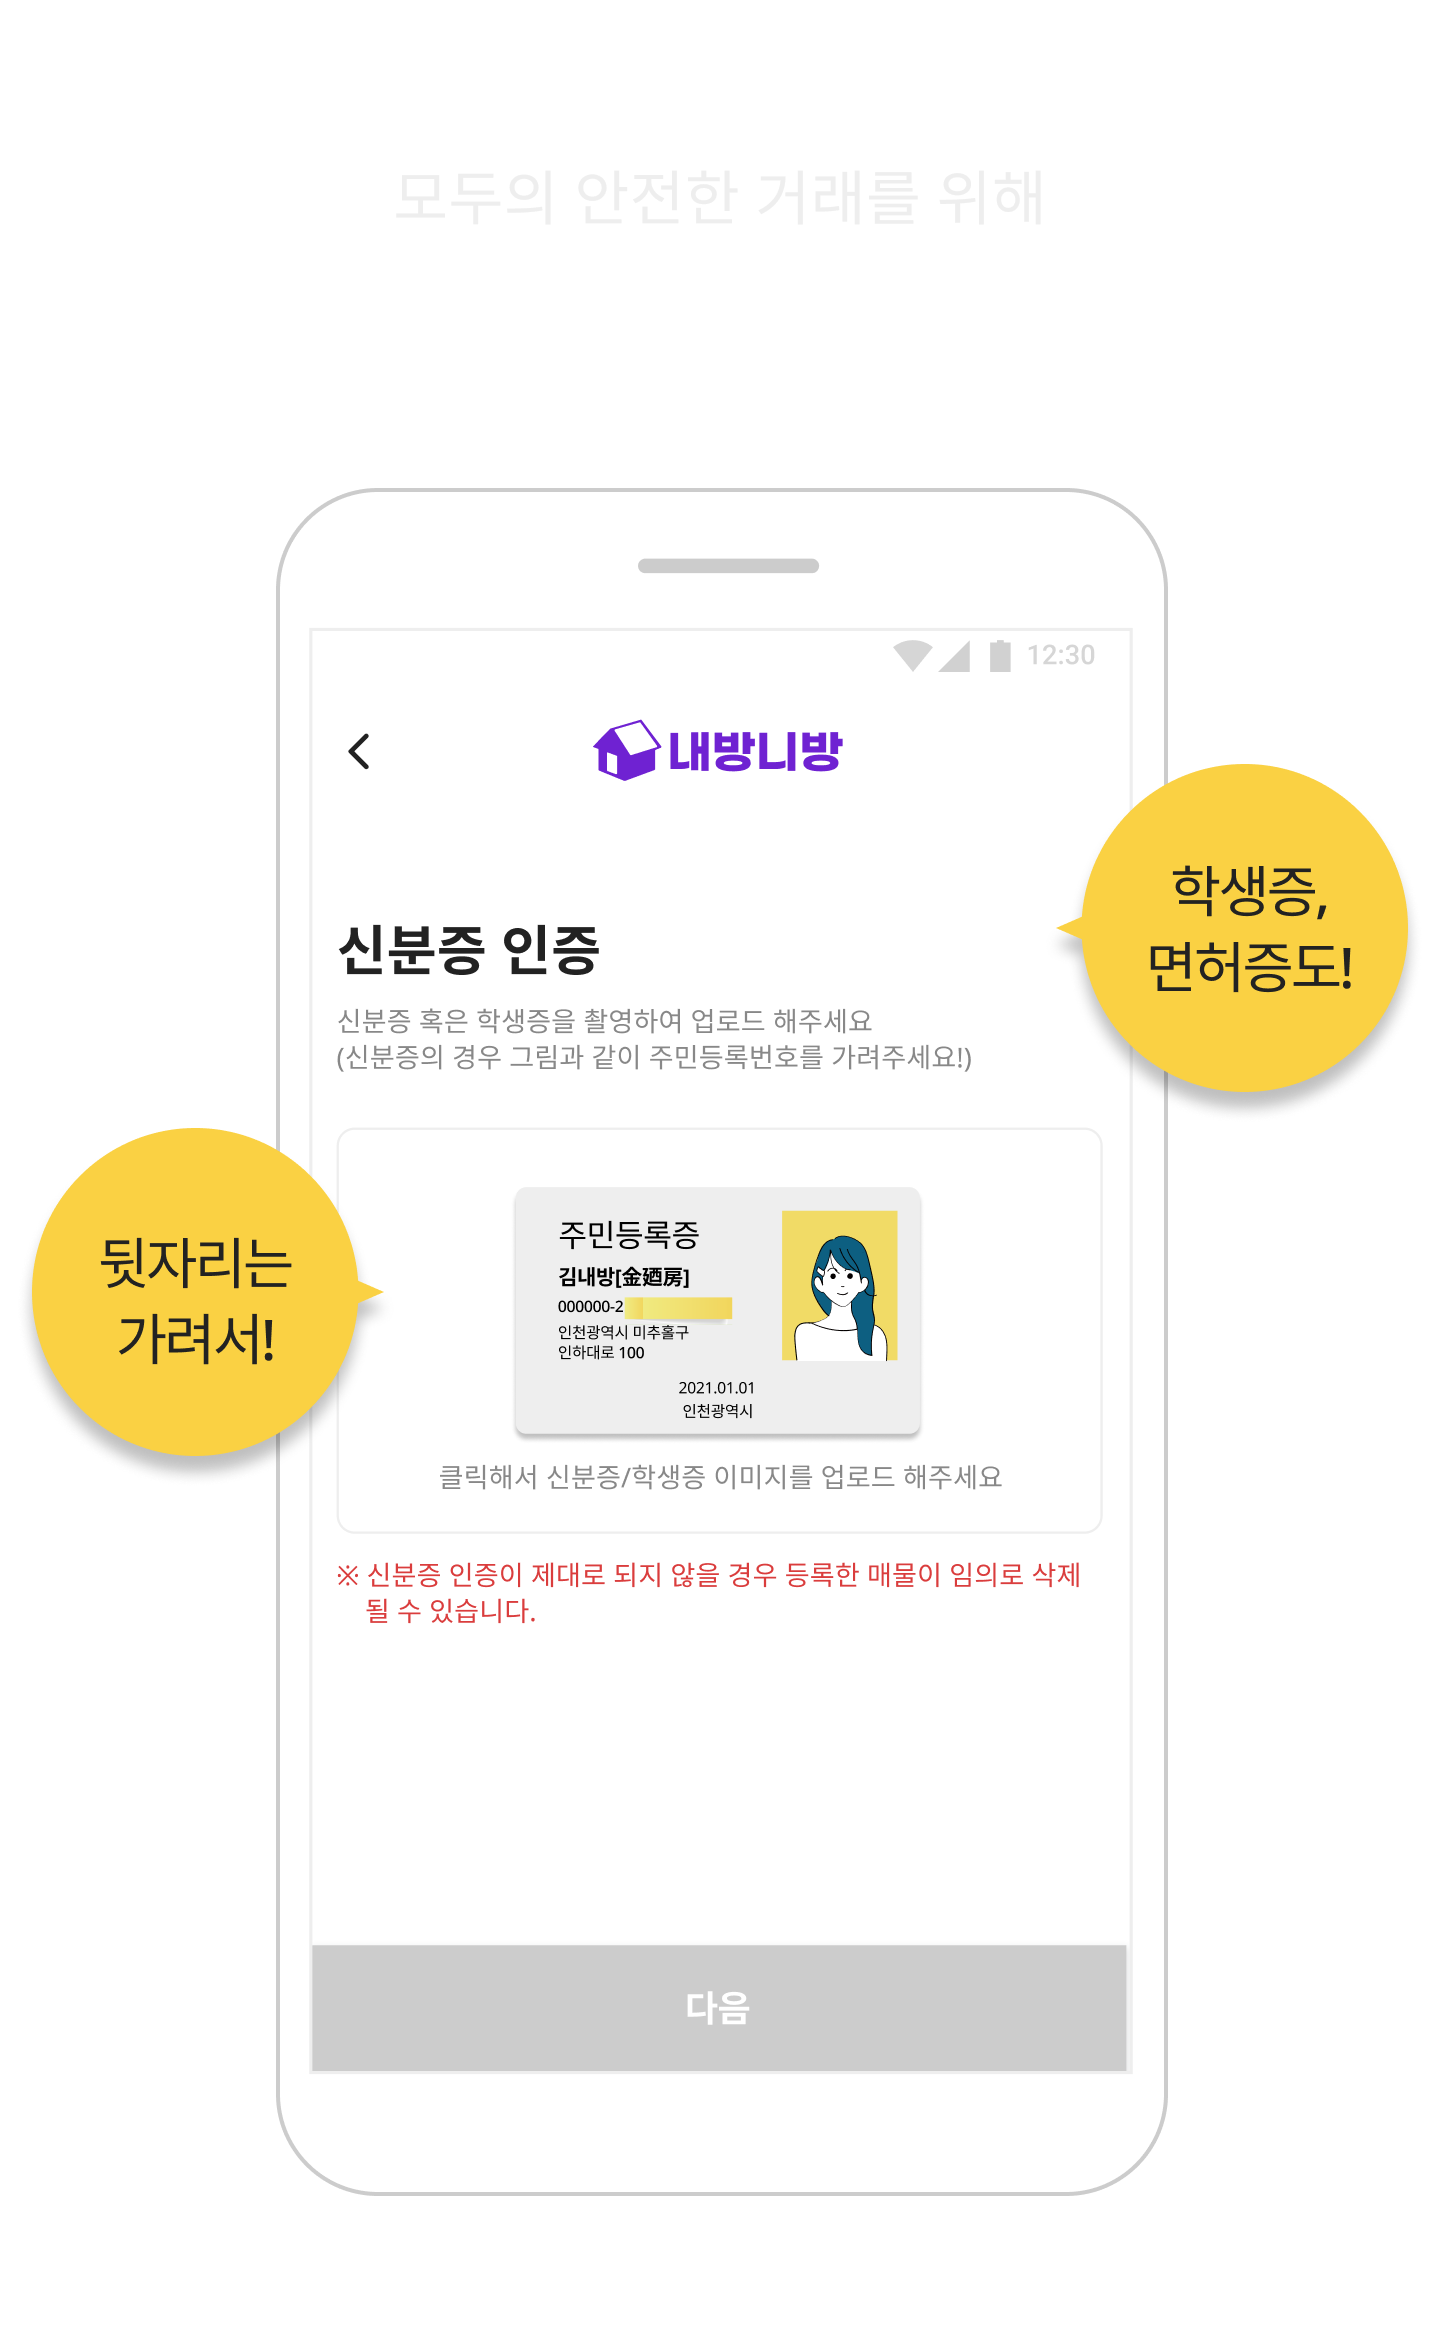 모두의 안전한 거래를 위해
12:30
내방니방
학생증,
면허증도!
신분증 인증
신분증 혹은 학생증을 촬영하여 업로드 해주세요
(신분증의 경우 그림과 같이 주민등록번호를 가려주세요!)
뒷자리는
가려서!
주민등록증
김내방[金廼房]
000000-2
인천광역시 미추홀구
인하대로 100
2021.01.01
인천광역시
클릭해서 신분증/학생증 이미지를 업로드 해주세요
※ 신분증 인증이 제대로 되지 않을 경우 등록한 매물이 임의로 삭제
될 수 있습니다.
다음